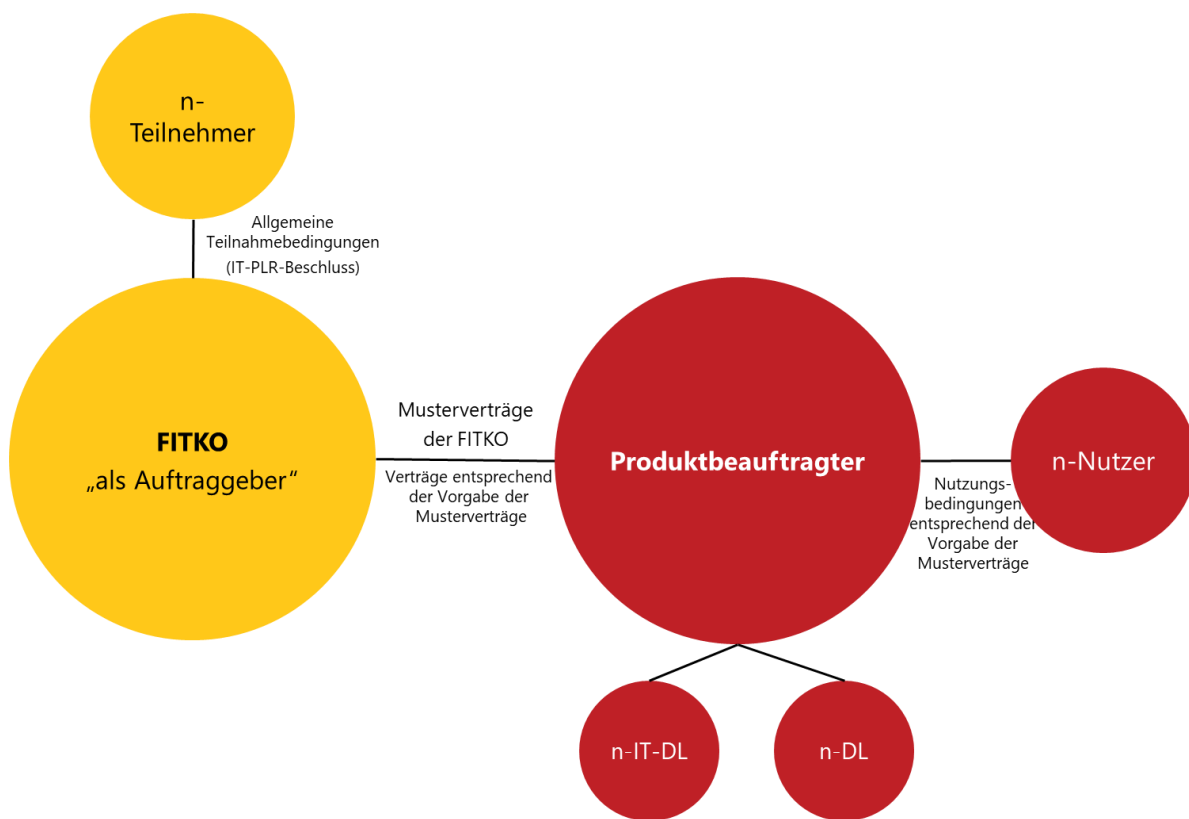 n-
Teilnehmer
Allgemeine
Teilnahmebedingungen
(IT-PLR-Beschluss)
FITKO
„als Auftraggeber“
Musterverträge
der FITKO
Verträge entsprechend
der Vorgabe der
Musterverträge
Produktbeauftragter
Nutzungs-
bedingungen
entsprechend der
Vorgabe der
Musterverträge
n-Nutzer
n-IT-DL
n-DL